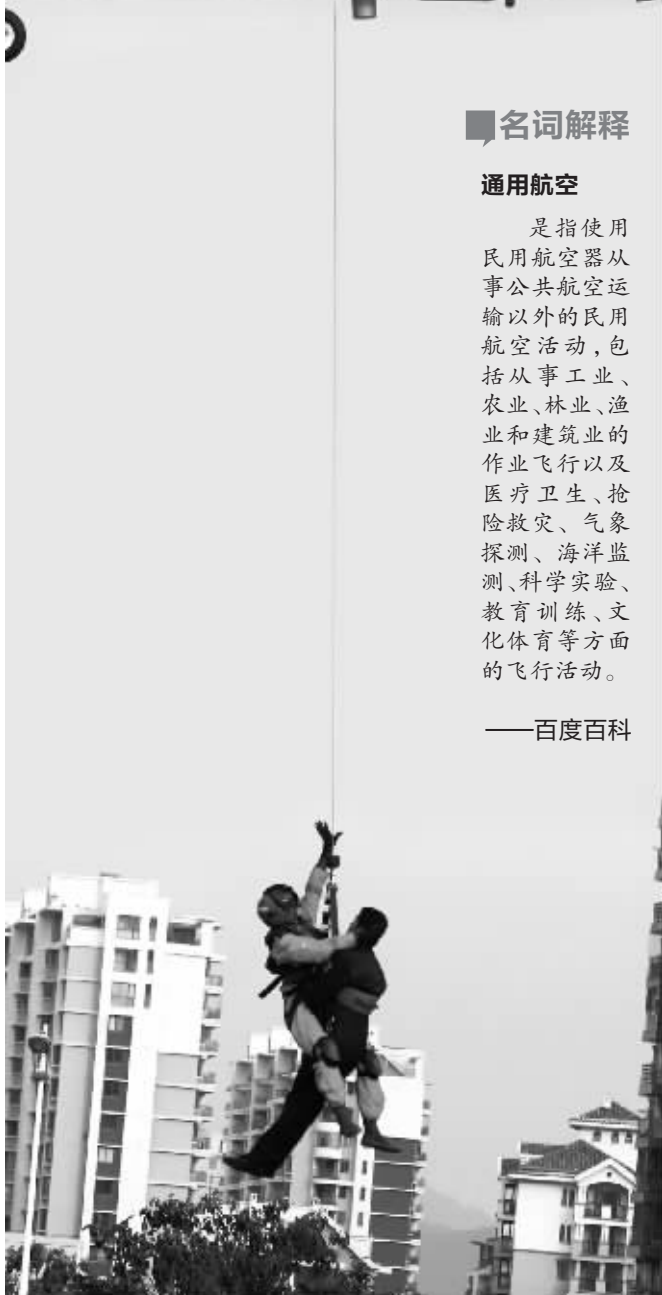 名词解释
通用航空
是指使用
民用航空器从
事公共航空运
输以外的民用
航空活动，包
括从事工业、
农业、林业、渔
业和建筑业的
作业飞行以及
医疗卫生、抢
险救灾、气象
探测、海洋监
测、科学实验、
教育训练、文
化体育等方面
的飞行活动。
——百度百科